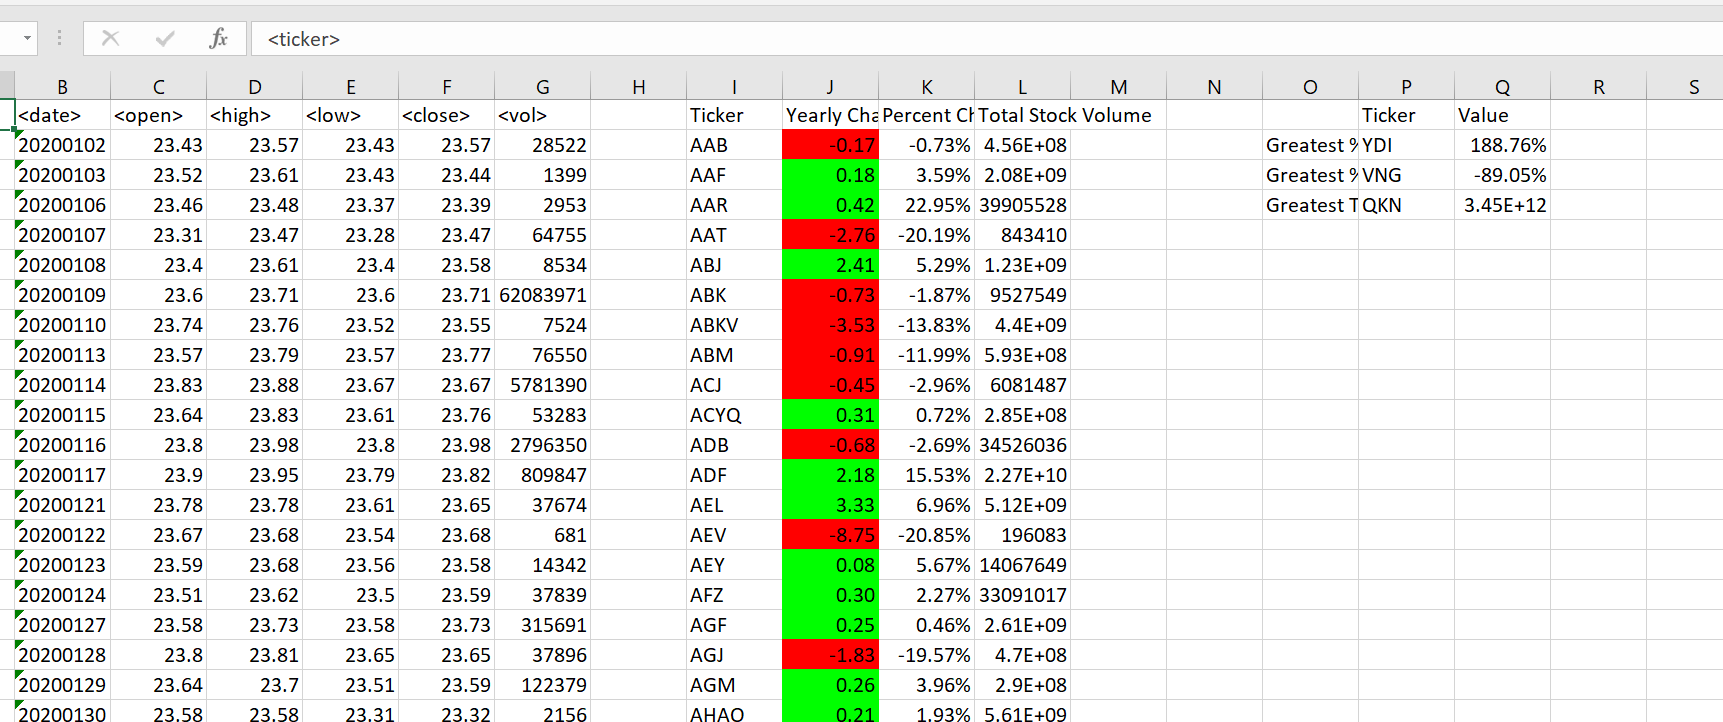 fx <ticker>
B C D E F G H I J K L M N O P Q R S
<date> <open> <high> <low> <close> <vol> Ticker Yearly Cha Percent Ch Total Stock Volume Ticker Value
20200102 23.43 23.57 23.43 23.57 28522 AAB -0.17 -0.73% 4.56E+08 Greatest % YDI 188.76%
20200103 23.52 23.61 23.43 23.44 1399 AAF 0.18 3.59% 2.08E+09 Greatest % VNG -89.05%
20200106 23.46 23.48 23.37 23.39 2953 AAR 0.42 22.95% 39905528 Greatest T QKN 3.45E+12
20200107 23.31 23.47 23.28 23.47 64755 AAT -2.76 -20.19% 843410
20200108 23.4 23.61 23.4 23.58 8534 ABJ 2.41 5.29% 1.23E+09
20200109 23.6 23.71 23.6 23.71 62083971 ABK -0.73 -1.87% 9527549
20200110 23.74 23.76 23.52 23.55 7524 ABKV -3.53 -13.83% 4.4E+09
20200113 23.57 23.79 23.57 23.77 76550 ABM -0.91 -11.99% 5.93E+08
20200114 23.83 23.88 23.67 23.67 5781390 ACJ -0.45 -2.96% 6081487
20200115 23.64 23.83 23.61 23.76 53283 ACYQ 0.31 0.72% 2.85E+08
20200116 23.8 23.98 23.8 23.98 2796350 ADB -0.68 -2.69% 34526036
20200117 23.9 23.95 23.79 23.82 809847 ADF 2.18 15.53% 2.27E+10
20200121 23.78 23.78 23.61 23.65 37674 AEL 3.33 6.96% 5.12E+09
20200122 23.67 23.68 23.54 23.68 681 AEV -8.75 -20.85% 196083
20200123 23.59 23.68 23.56 23.58 14342 AEY 0.08 5.67% 14067649
20200124 23.51 23.62 23.5 23.59 37839 AFZ 0.30 2.27% 33091017
20200127 23.58 23.73 23.58 23.73 315691 AGF 0.25 0.46% 2.61E+09
20200128 23.8 23.81 23.65 23.65 37896 AGJ -1.83 -19.57% 4.7E+08
20200129 23.64 23.7 23.51 23.59 122379 AGM 0.26 3.96% 2.9E+08
20200130 23.58 23.58 23.31 23.32 2156 AHAO 0.21 1.93% 5.61E+09